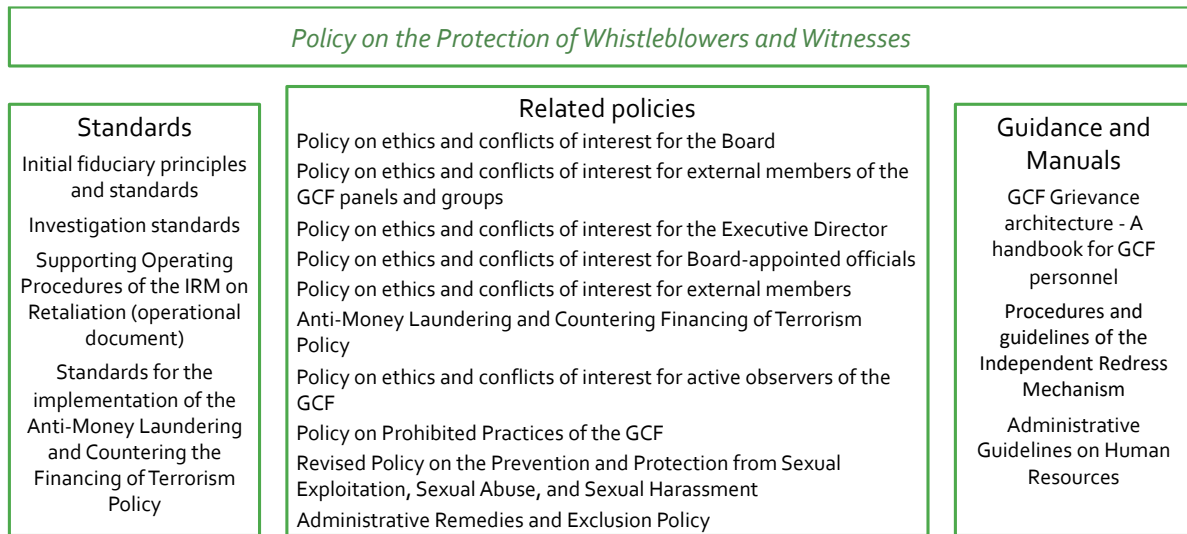 Policy on the Protection of Whistleblowers and Witnesses
Standards
Initial fiduciary principles
and standards
Investigation standards
Supporting Operating
Procedures of the IRM on
Retaliation (operational
document)
Standards for the
implementation of the
Anti-Money Laundering
and Countering the
Financing of Terrorism
Policy
Related policies
Policy on ethics and conflicts of interest for the Board
Policy on ethics and conflicts of interest for external members of the
GCF panels and groups
Policy on ethics and conflicts of interest for the Executive Director
Policy on ethics and conflicts of interest for Board-appointed officials
Policy on ethics and conflicts of interest for external members
Anti-Money Laundering and Countering Financing of Terrorism
Policy
Policy on ethics and conflicts of interest for active observers of the
GCF
Policy on Prohibited Practices of the GCF
Revised Policy on the Prevention and Protection from Sexual
Exploitation, Sexual Abuse, and Sexual Harassment
Administrative Remedies and Exclusion Policy
Guidance and
Manuals
GCF Grievance
architecture - A
handbook for GCF
personnel
Procedures and
guidelines of the
Independent Redress
Mechanism
Administrative
Guidelines on Human
Resources